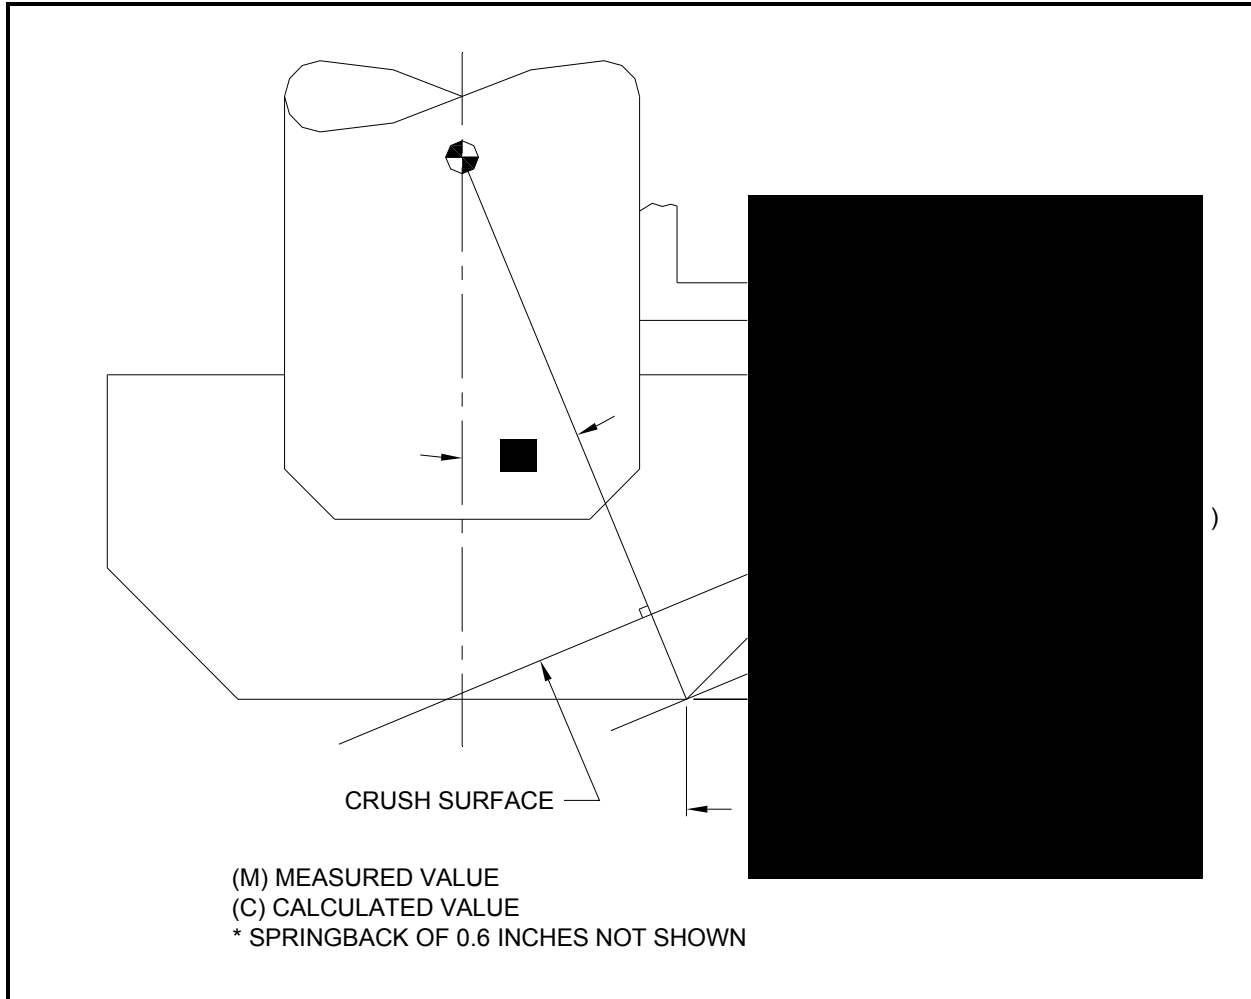 )
CRUSH SURFACE
(M) MEASURED VALUE
(C) CALCULATED VALUE
* SPRINGBACK OF 0.6 INCHES NOT SHOWN